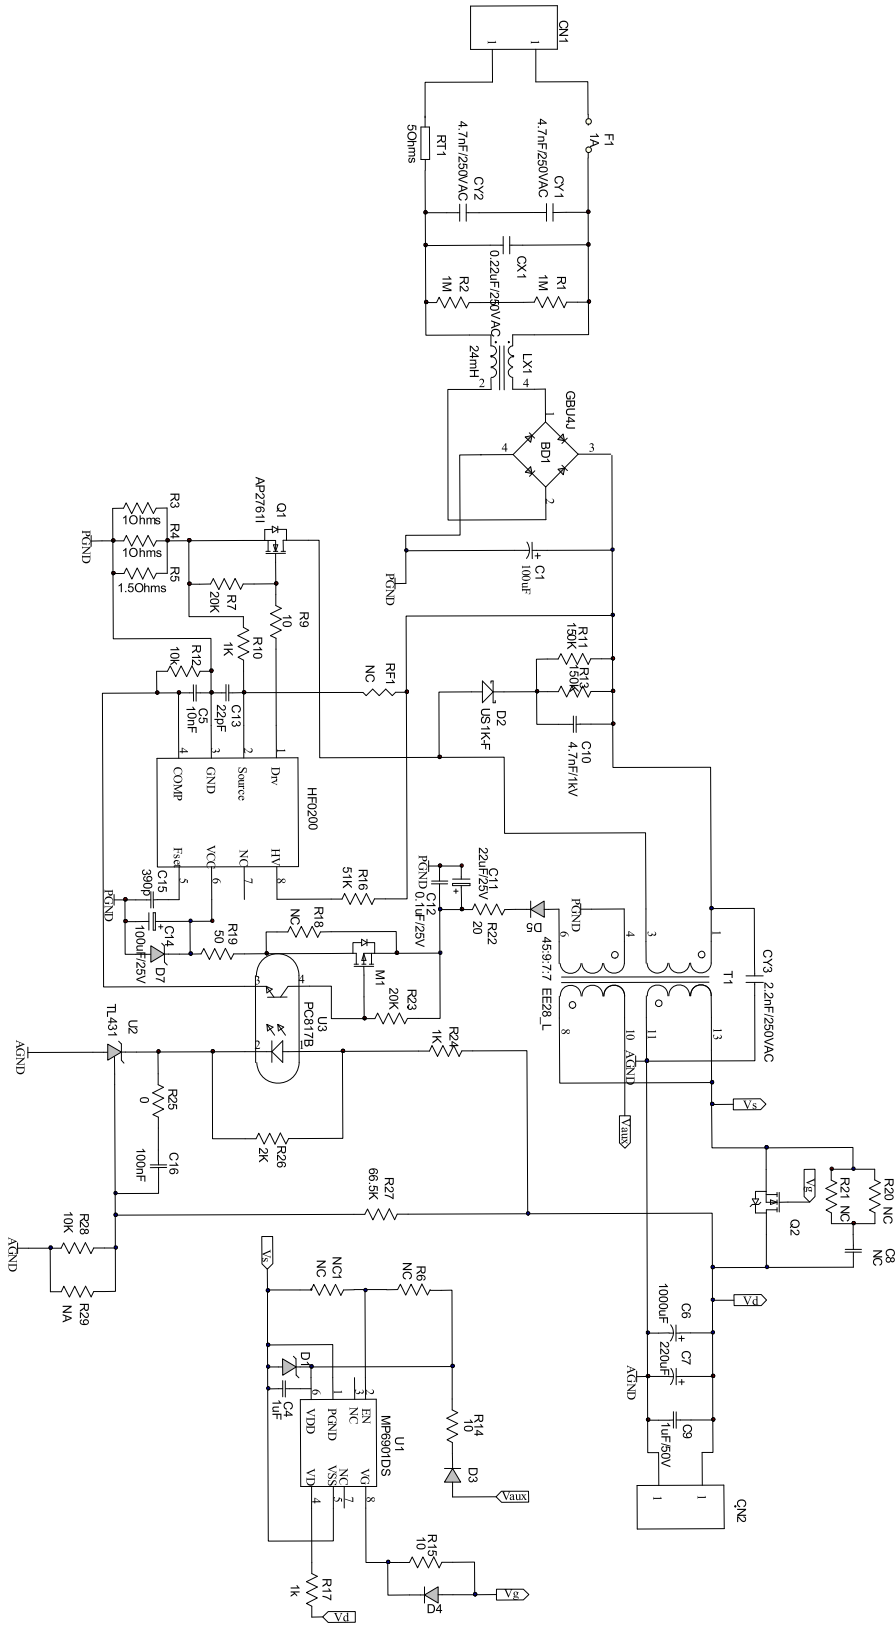 CN1
1
1
F1
1A
RT1
5Ohms
CY1
4.7nF/250VAC
CY2
4.7nF/250VAC
CX1
0.22uF/250VAC
R1
1M
R2
1M
LX1
24mH
4
2
GBU4J
BD1
1
3
4
2
C1
100uF
+
PGND
R11
150K
R13
150K
C10
4.7nF/1kV
D2
US1K-F
RF1
NC
Q1
AP2761I
R3
1Ohms
R4
1Ohms
R5
1.5Ohms
PGND
R7
20K
R9
10
R10
1K
R12
10k
C5
10nF
C13
22pF
HF0200
1
2
3
4
Drv
Source
GND
COMP
HV
NC
VCC
Fset
8
7
6
5
R16
51K
C15
390p
PGND
C14
100uF/25V
+
D7
R19
50
R18
NC
M1
R23
20K
C11
22uF/25V
+
C12
0.1uF/25V
PGND
R22
20
D5
PGND
T1
45:9:7:7 EE28_L
1
3
4
6
13
11
10
8
CY3
2.2nF/250VAC
AGND
Vaux
Vs
U3
PC817B
4
3
1
2
R24
1K
R26
2K
U2
TL431
AGND
R25
0
C16
100nF
R27
66.5K
R28
10K
R29
NA
AGND
R20
NC
R21
NC
C8
NC
Vg
Q2
Vd
C6
1000uF
+
C7
220uF
+
AGND
C9
1uF/50V
CN2
1
1
Vs
NC1
NC
R6
NC
D1
C4
1uF
U1
MP6901DS
2
3
1
6
EN
NC
PGND
VDD
VG
NC
VSS
VD
8
7
5
4
R14
10
D3
Vaux
R15
10
D4
Vg
R17
1k
Vd